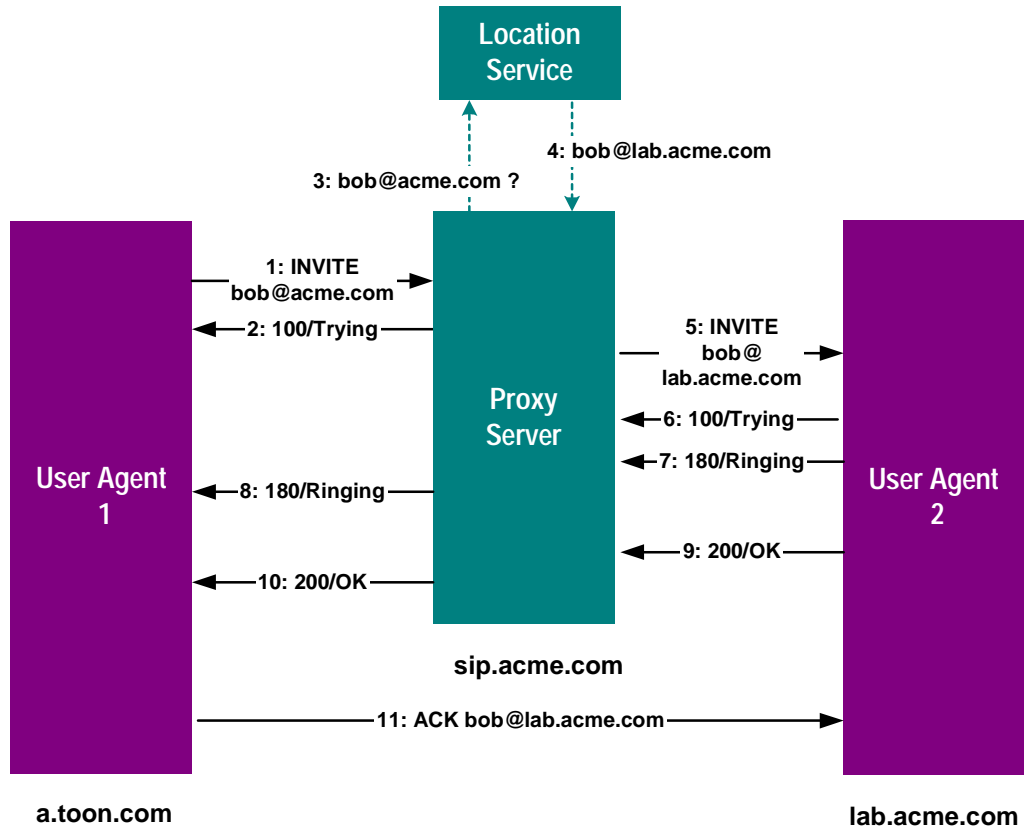 Location
Service
4: bob@lab.acme.com
3: bob@acme.com ?
1: INVITE
bob@acme.com
2: 100/Trying
5: INVITE
bob@
lab.acme.com
Proxy
Server
6: 100/Trying
7: 180/Ringing
User Agent
1
8: 180/Ringing
User Agent
2
9: 200/OK
10: 200/OK
sip.acme.com
11: ACK bob@lab.acme.com
a.toon.com
lab.acme.com